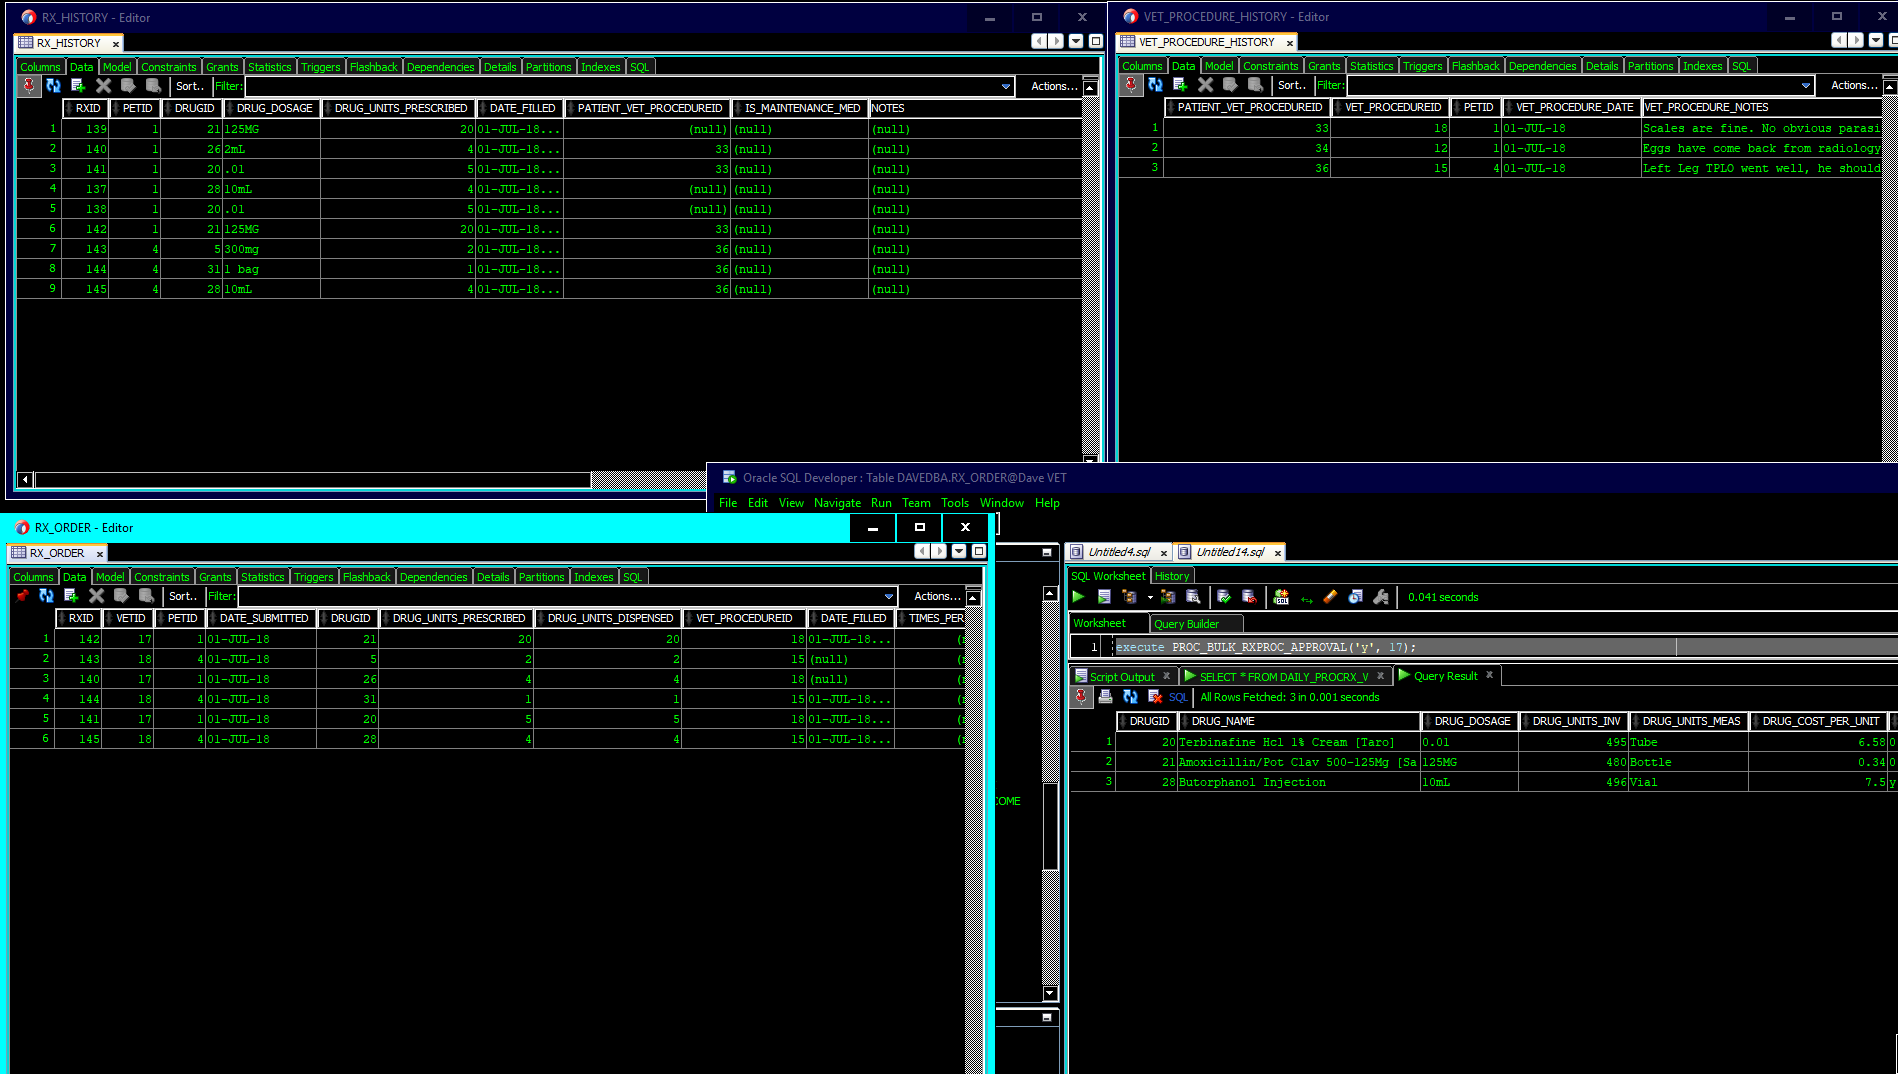 RX_HISTORY - Editor
RX_HISTORY
Columns Data Model Constraints Grants Statistics Triggers Flashback Dependencies Details Partitions Indexes SQL
Sort.. Filter: Actions...
RXID PETID DRUGID DRUG_DOSAGE DRUG_UNITS_PRESCRIBED DATE_FILLED PATIENT_VET_PROCEDUREID IS_MAINTENANCE_MED NOTES
1 139 1 21 125MG 20 01-JUL-18... (null) (null) (null)
2 140 1 26 2mL 4 01-JUL-18... 33 (null) (null)
3 141 1 20 .01 5 01-JUL-18... 33 (null) (null)
4 137 1 28 10mL 4 01-JUL-18... (null) (null) (null)
5 138 1 20 .01 5 01-JUL-18... (null) (null) (null)
6 142 1 21 125MG 20 01-JUL-18... 33 (null) (null)
7 143 4 5 300mg 2 01-JUL-18... 36 (null) (null)
8 144 4 31 1 bag 1 01-JUL-18... 36 (null) (null)
9 145 4 28 10mL 4 01-JUL-18... 36 (null) (null)
VET_PROCEDURE_HISTORY - Editor
VET_PROCEDURE_HISTORY
Columns Data Model Constraints Grants Statistics Triggers Flashback Dependencies Details Partitions Indexes SQL
Sort.. Filter: Actions...
PATIENT_VET_PROCEDUREID VET_PROCEDUREID PETID VET_PROCEDURE_DATE VET_PROCEDURE_NOTES
1 33 18 1 01-JUL-18 Scales are fine. No obvious parasi
2 34 12 1 01-JUL-18 Eggs have come back from radiology
3 36 15 4 01-JUL-18 Left Leg TPLO went well, he should
Oracle SQL Developer : Table DAVEDBA.RX_ORDER@Dave VET
File Edit View Navigate Run Team Tools Window Help
RX_ORDER - Editor
RX_ORDER
Columns Data Model Constraints Grants Statistics Triggers Flashback Dependencies Details Partitions Indexes SQL
Sort.. Filter: Actions...
RXID VETID PETID DATE_SUBMITTED DRUGID DRUG_UNITS_PRESCRIBED DRUG_UNITS_DISPENSED VET_PROCEDUREID DATE_FILLED TIMES_PER
1 142 17 1 01-JUL-18 21 20 20 18 01-JUL-18...
2 143 18 4 01-JUL-18 5 2 2 15 (null)
3 140 17 1 01-JUL-18 26 4 4 18 (null)
4 144 18 4 01-JUL-18 31 1 1 15 01-JUL-18...
5 141 17 1 01-JUL-18 20 5 5 18 01-JUL-18...
6 145 18 4 01-JUL-18 28 4 4 15 01-JUL-18...
COME
Untitled4.sql Untitled14.sql
SQL Worksheet History
0.041 seconds
Worksheet Query Builder
1 execute PROC_BULK_RXPROC_APPROVAL('y', 17);
Script Output SELECT * FROM DAILY_PROCRX_V Query Result
SQL All Rows Fetched: 3 in 0.001 seconds
DRUGID DRUG_NAME DRUG_DOSAGE DRUG_UNITS_INV DRUG_UNITS_MEAS DRUG_COST_PER_UNIT
1 20 Terbinafine Hcl 1% Cream [Taro] 0.01 495 Tube 6.58 0
2 21 Amoxicillin/Pot Clav 500-125Mg [Sa 125MG 480 Bottle 0.34 0
3 28 Butorphanol Injection 10mL 496 Vial 7.5 y